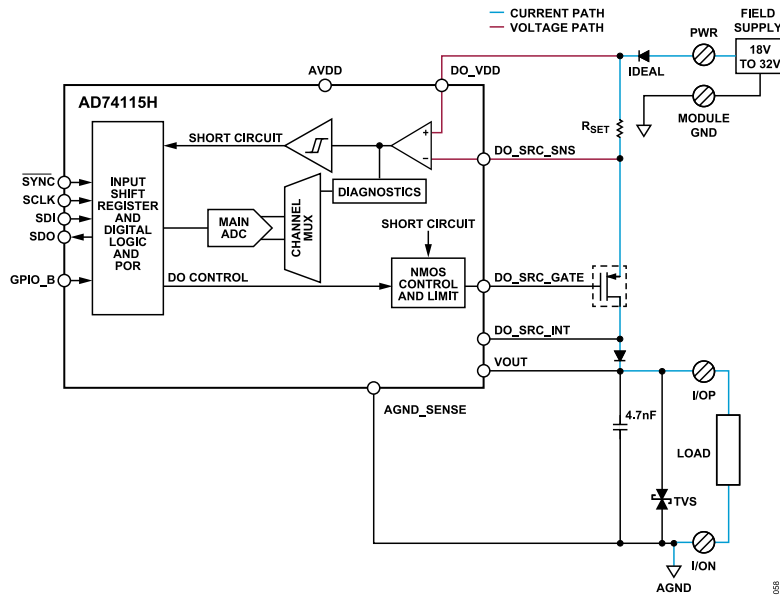 CURRENT PATH
VOLTAGE PATH
FIELD
SUPPLY
18V
TO 32V
PWR
IDEAL
MODULE
GND
AVDD
DO_VDD
AD74115H
RSET
SHORT CIRCUIT
+
−
DO_SRC_SNS
DIAGNOSTICS
SYNC
SCLK
SDI
SDO
GPIO_B
INPUT
SHIFT
REGISTER
AND
DIGITAL
LOGIC
AND
POR
MAIN
ADC
CHANNEL
MUX
SHORT CIRCUIT
DO CONTROL
NMOS
CONTROL
AND LIMIT
DO_SRC_GATE
DO_SRC_INT
VOUT
AGND_SENSE
4.7nF
TVS
I/OP
LOAD
I/ON
AGND
058